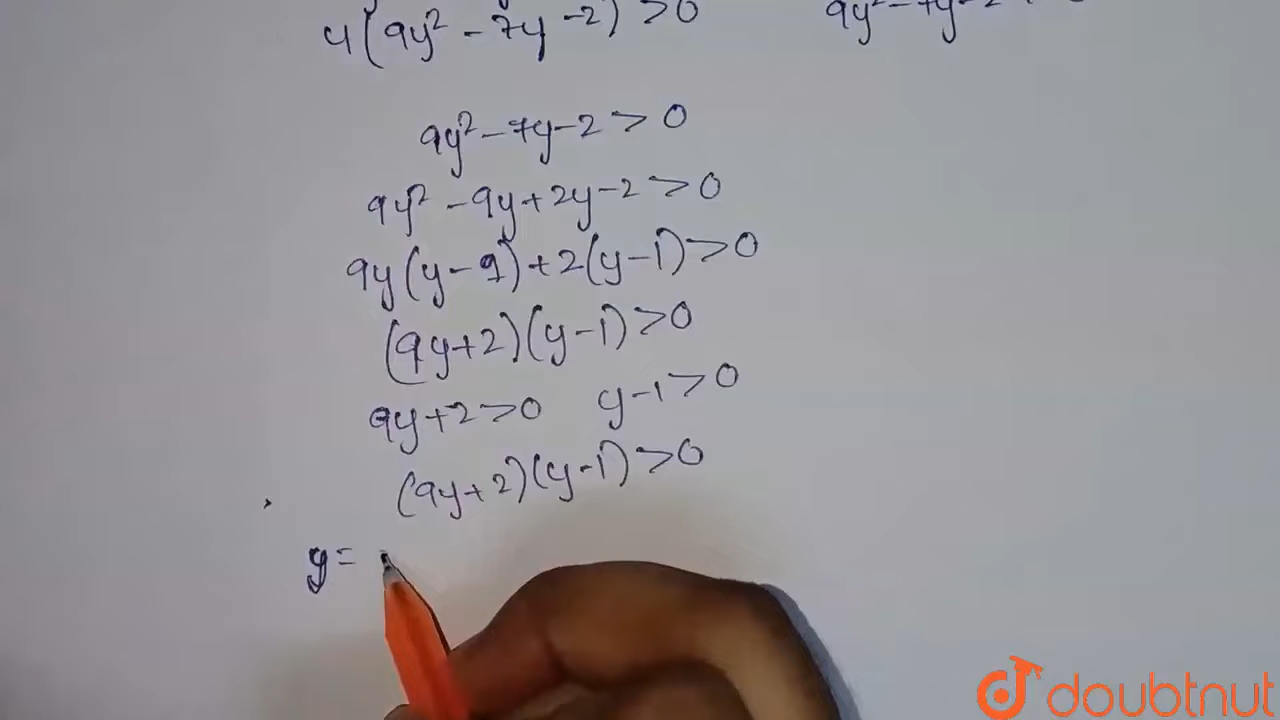 4(9y² - 7y - 2) > 0
9y² - 7y - 2 > 0
9y² - 9y + 2y - 2 > 0
9y(y - 1) + 2(y - 1) > 0
(9y + 2)(y - 1) > 0
9y + 2 > 0 y - 1 > 0
(9y + 2)(y - 1) > 0
y =
doubtnut